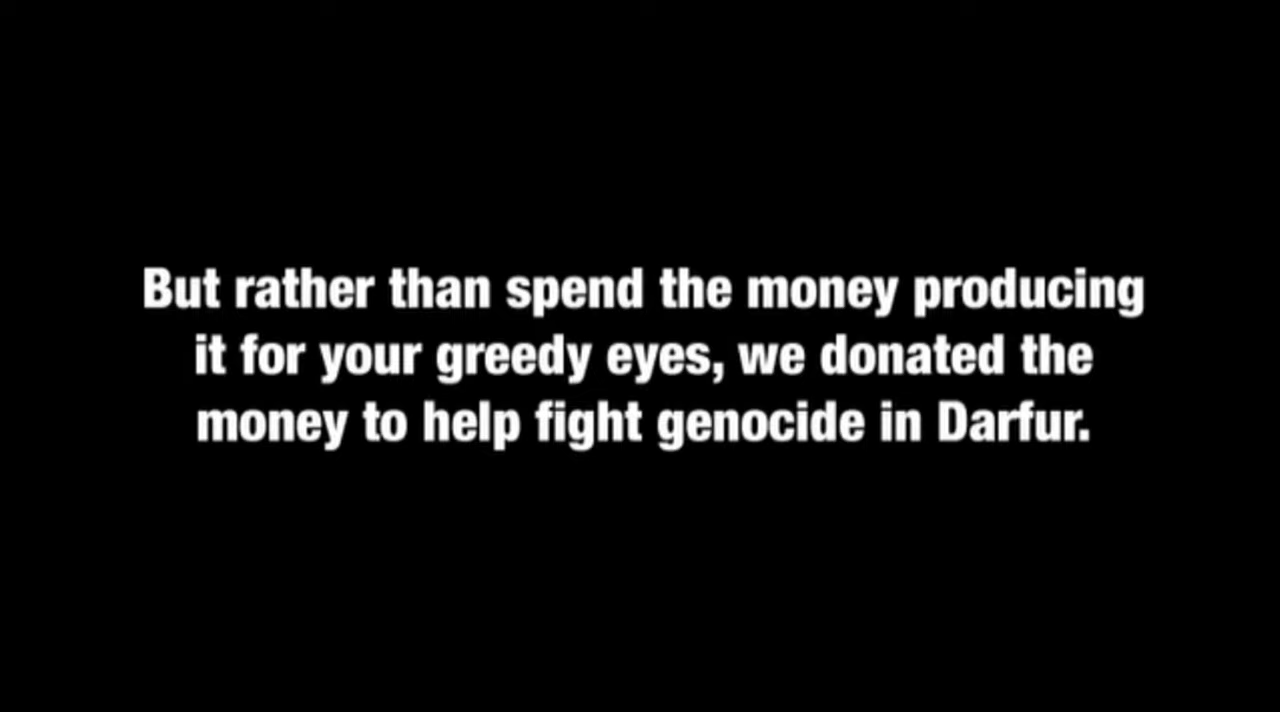 But rather than spend the money producing
it for your greedy eyes, we donated the
money to help fight genocide in Darfur.